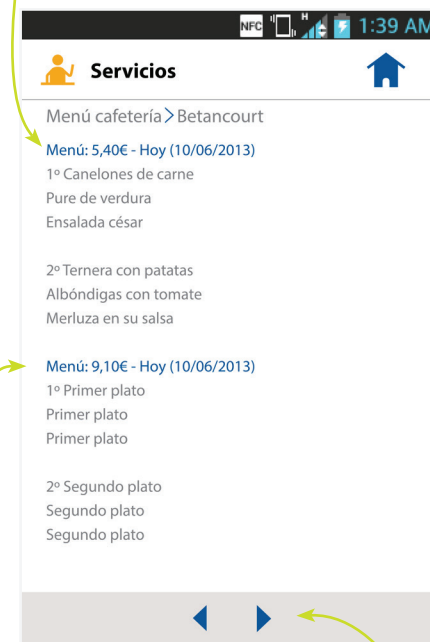 NFC H 1:39 AM
Servicios
Menú cafetería > Betancourt
Menú: 5,40€ - Hoy (10/06/2013)
1º Canelones de carne
Pure de verdura
Ensalada césar
2º Ternera con patatas
Albóndigas con tomate
Merluza en su salsa
Menú: 9,10€ - Hoy (10/06/2013)
1º Primer plato
Primer plato
Primer plato
2º Segundo plato
Segundo plato
Segundo plato